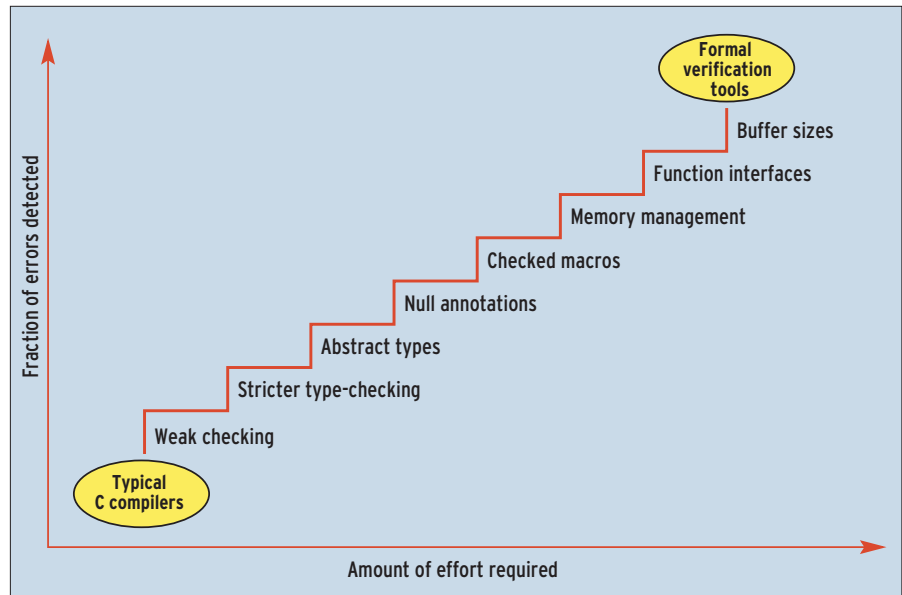 Formal
verification
tools
Buffer sizes
Function interfaces
Memory management
Checked macros
Null annotations
Abstract types
Stricter type-checking
Weak checking
Typical
C compilers
Fraction of errors detected
Amount of effort required